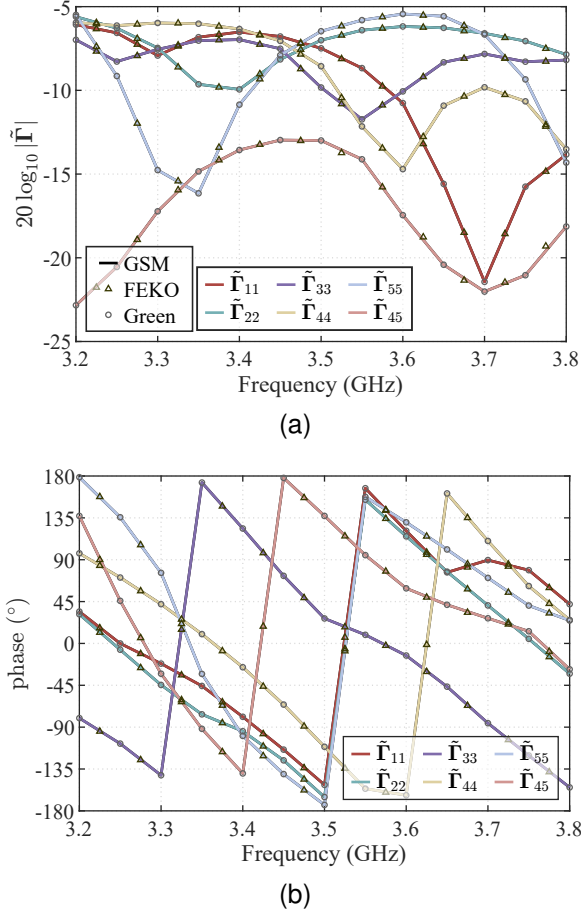 -5
-10
-15
-20
-25
20 log₁₀ |Γ̃|
GSM
FEKO
Green
Γ̃₁₁ Γ̃₃₃ Γ̃₅₅
Γ̃₂₂ Γ̃₄₄ Γ̃₄₅
3.2 3.3 3.4 3.5 3.6 3.7 3.8
Frequency (GHz)
(a)
180
135
90
45
0
-45
-90
-135
-180
phase (°)
Γ̃₁₁ Γ̃₃₃ Γ̃₅₅
Γ̃₂₂ Γ̃₄₄ Γ̃₄₅
3.2 3.3 3.4 3.5 3.6 3.7 3.8
Frequency (GHz)
(b)